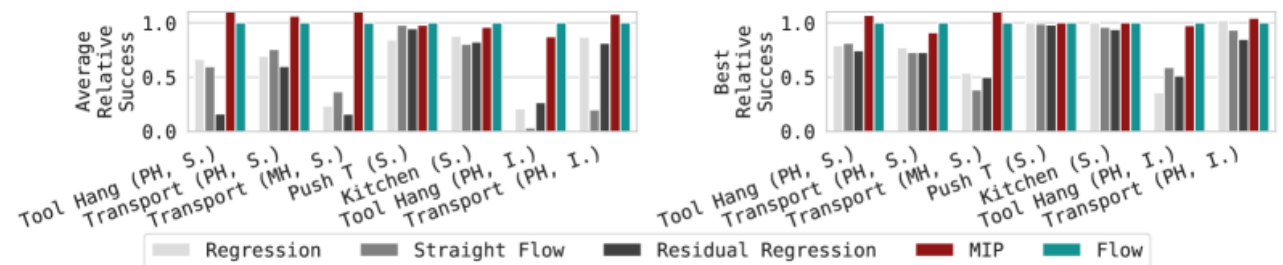 Average
Relative
Success
1.0
0.5
0.0
Tool Hang (PH, S.)
Transport (PH, S.)
Transport (MH, S.)
Push T (S.)
Kitchen (S.)
Tool Hang (PH, I.)
Transport (PH, I.)
Best
Relative
Success
1.0
0.5
0.0
Tool Hang (PH, S.)
Transport (PH, S.)
Transport (MH, S.)
Push T (S.)
Kitchen (S.)
Tool Hang (PH, I.)
Transport (PH, I.)
Regression Straight Flow Residual Regression MIP Flow